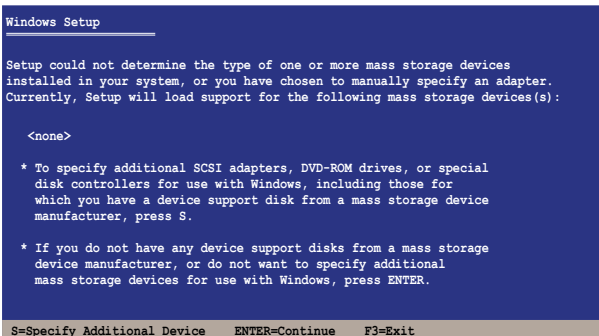 Windows Setup
Setup could not determine the type of one or more mass storage devices
installed in your system, or you have chosen to manually specify an adapter.
Currently, Setup will load support for the following mass storage devices(s):
<none>
* To specify additional SCSI adapters, DVD-ROM drives, or special
disk controllers for use with Windows, including those for
which you have a device support disk from a mass storage device
manufacturer, press S.
* If you do not have any device support disks from a mass storage
device manufacturer, or do not want to specify additional
mass storage devices for use with Windows, press ENTER.
S=Specify Additional Device ENTER=Continue F3=Exit